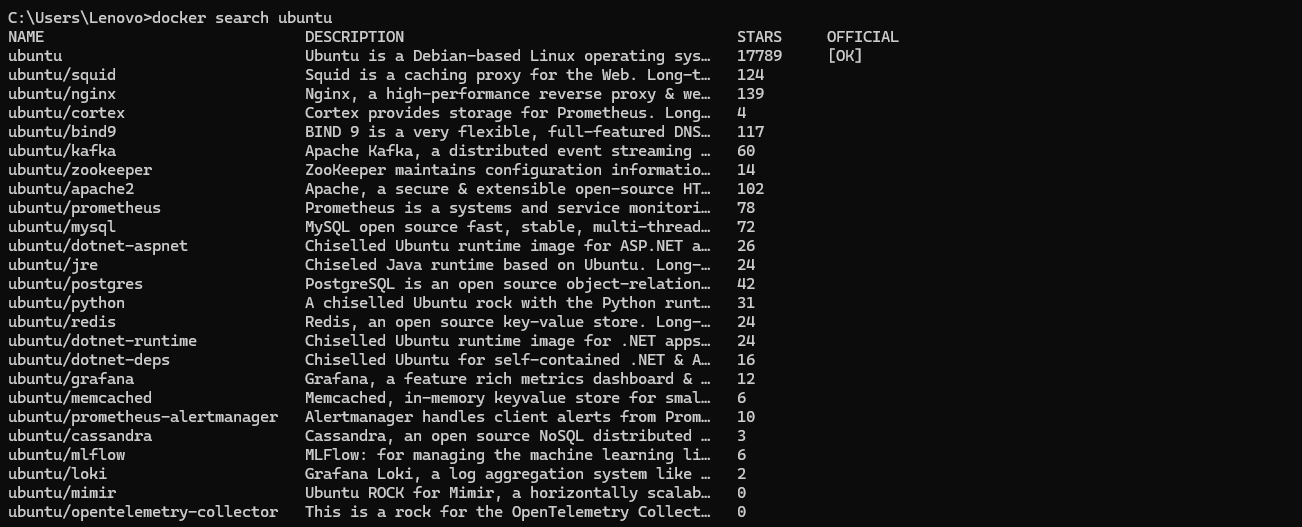 C:\Users\Lenovo>docker search ubuntu
NAME DESCRIPTION STARS OFFICIAL
ubuntu Ubuntu is a Debian-based Linux operating sys… 17789 [OK]
ubuntu/squid Squid is a caching proxy for the Web. Long-t… 124
ubuntu/nginx Nginx, a high-performance reverse proxy & we… 139
ubuntu/cortex Cortex provides storage for Prometheus. Long… 4
ubuntu/bind9 BIND 9 is a very flexible, full-featured DNS… 117
ubuntu/kafka Apache Kafka, a distributed event streaming … 60
ubuntu/zookeeper ZooKeeper maintains configuration informatio… 14
ubuntu/apache2 Apache, a secure & extensible open-source HT… 102
ubuntu/prometheus Prometheus is a systems and service monitori… 78
ubuntu/mysql MySQL open source fast, stable, multi-thread… 72
ubuntu/dotnet-aspnet Chiselled Ubuntu runtime image for ASP.NET a… 26
ubuntu/jre Chiseled Java runtime based on Ubuntu. Long-… 24
ubuntu/postgres PostgreSQL is an open source object-relation… 42
ubuntu/python A chiselled Ubuntu rock with the Python runt… 31
ubuntu/redis Redis, an open source key-value store. Long-… 24
ubuntu/dotnet-runtime Chiselled Ubuntu runtime image for .NET apps… 24
ubuntu/dotnet-deps Chiselled Ubuntu for self-contained .NET & A… 16
ubuntu/grafana Grafana, a feature rich metrics dashboard & … 12
ubuntu/memcached Memcached, in-memory keyvalue store for smal… 6
ubuntu/prometheus-alertmanager Alertmanager handles client alerts from Prom… 10
ubuntu/cassandra Cassandra, an open source NoSQL distributed … 3
ubuntu/mlflow MLFlow: for managing the machine learning li… 6
ubuntu/loki Grafana Loki, a log aggregation system like … 2
ubuntu/mimir Ubuntu ROCK for Mimir, a horizontally scalab… 0
ubuntu/opentelemetry-collector This is a rock for the OpenTelemetry Collect… 0